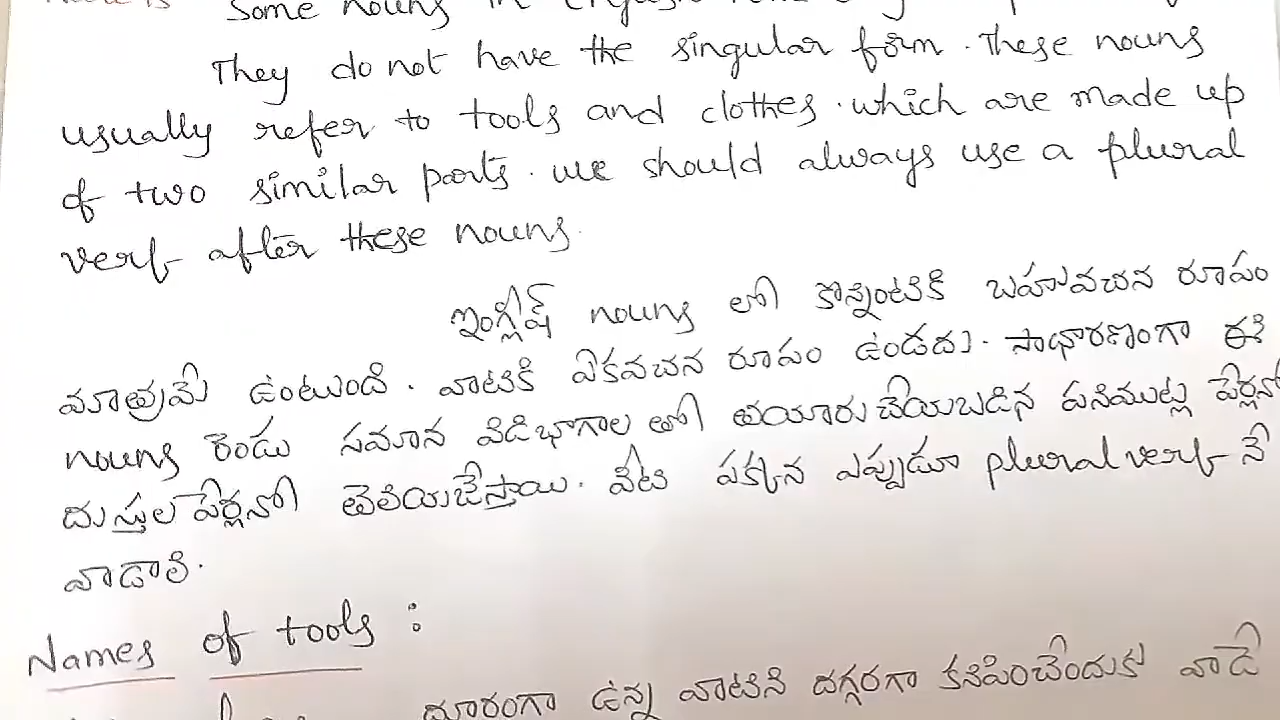 Some nouns in
They do not have the singular form. These nouns
usually refer to tools and clothes. which are made up
of two similar parts. we should always use a plural
verb after these nouns.
ఇంగ్లీష్ nouns లో కొన్నింటికి బహువచన రూపం
మాత్రమే ఉంటుంది. వాటికి ఏకవచన రూపం ఉండదు. సాధారణంగా ఈ
nouns రెండు సమాన విడిభాగాల తో తయారు చేయబడిన పనిముట్ల పేర్లనో
దుస్తుల పేర్లనో తెలియజేస్తాయి. వీటి పక్కన ఎప్పుడూ plural verb నే
వాడాలి.
Names of tools :
దూరంగా ఉన్న వాటిని దగ్గరగా కనిపించేందుకు వాడే